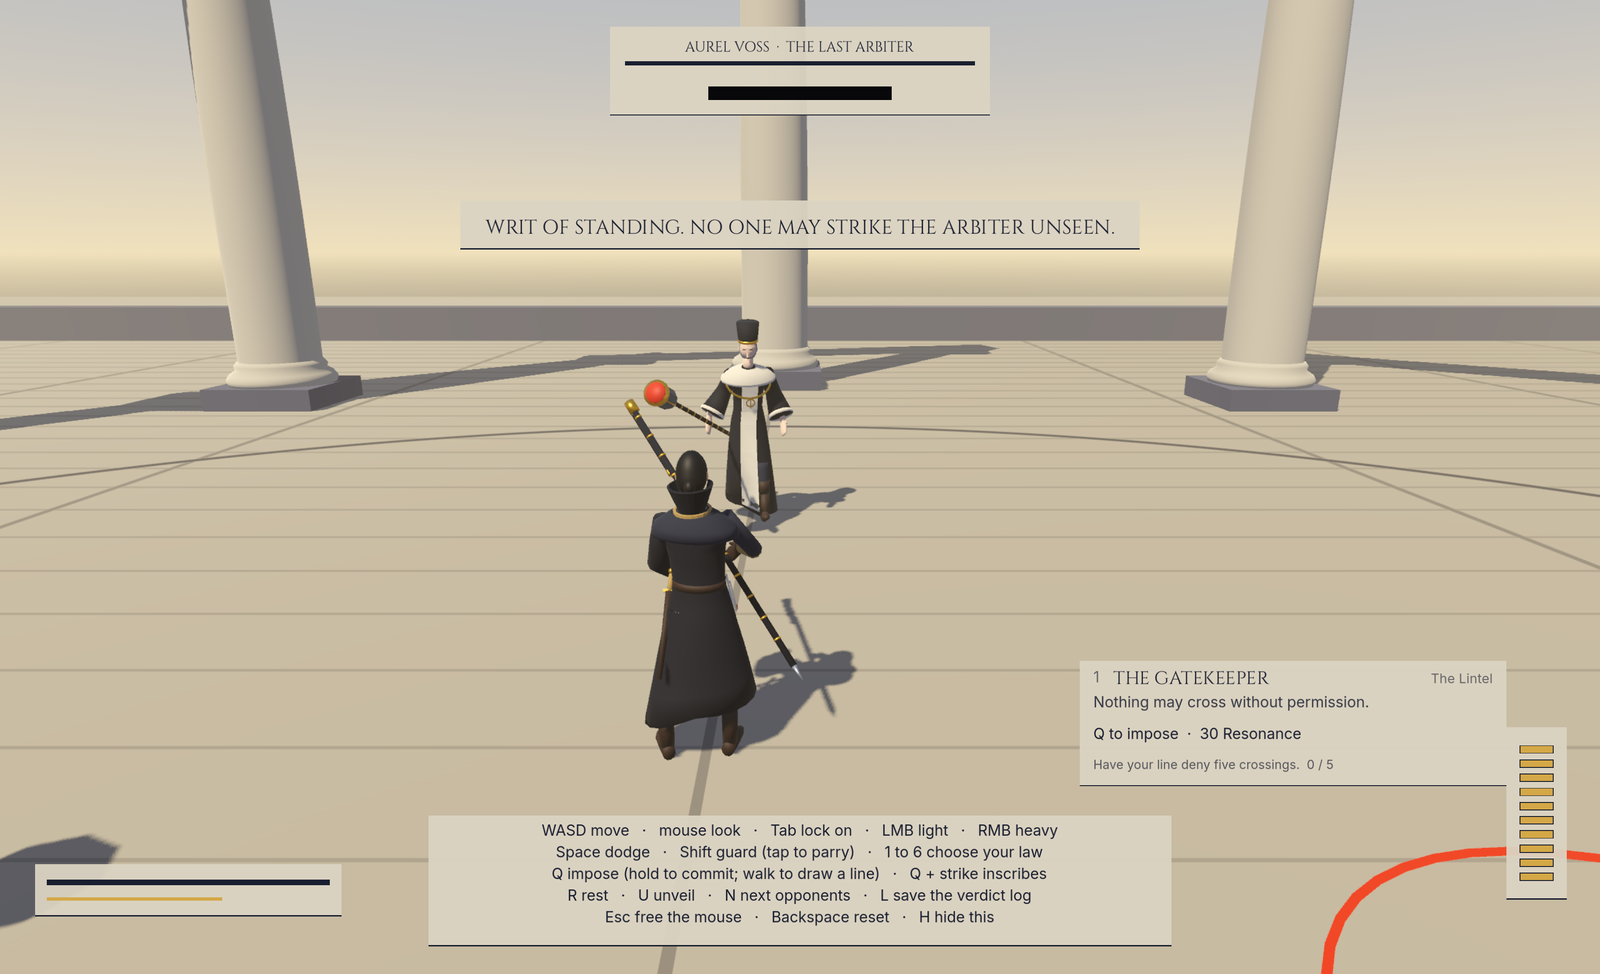 AUREL VOSS · THE LAST ARBITER
WRIT OF STANDING. NO ONE MAY STRIKE THE ARBITER UNSEEN.
1 THE GATEKEEPER The Lintel
Nothing may cross without permission.
Q to impose · 30 Resonance
Have your line deny five crossings. 0 / 5
WASD move · mouse look · Tab lock on · LMB light · RMB heavy
Space dodge · Shift guard (tap to parry) · 1 to 6 choose your law
Q impose (hold to commit; walk to draw a line) · Q + strike inscribes
R rest · U unveil · N next opponents · L save the verdict log
Esc free the mouse · Backspace reset · H hide this